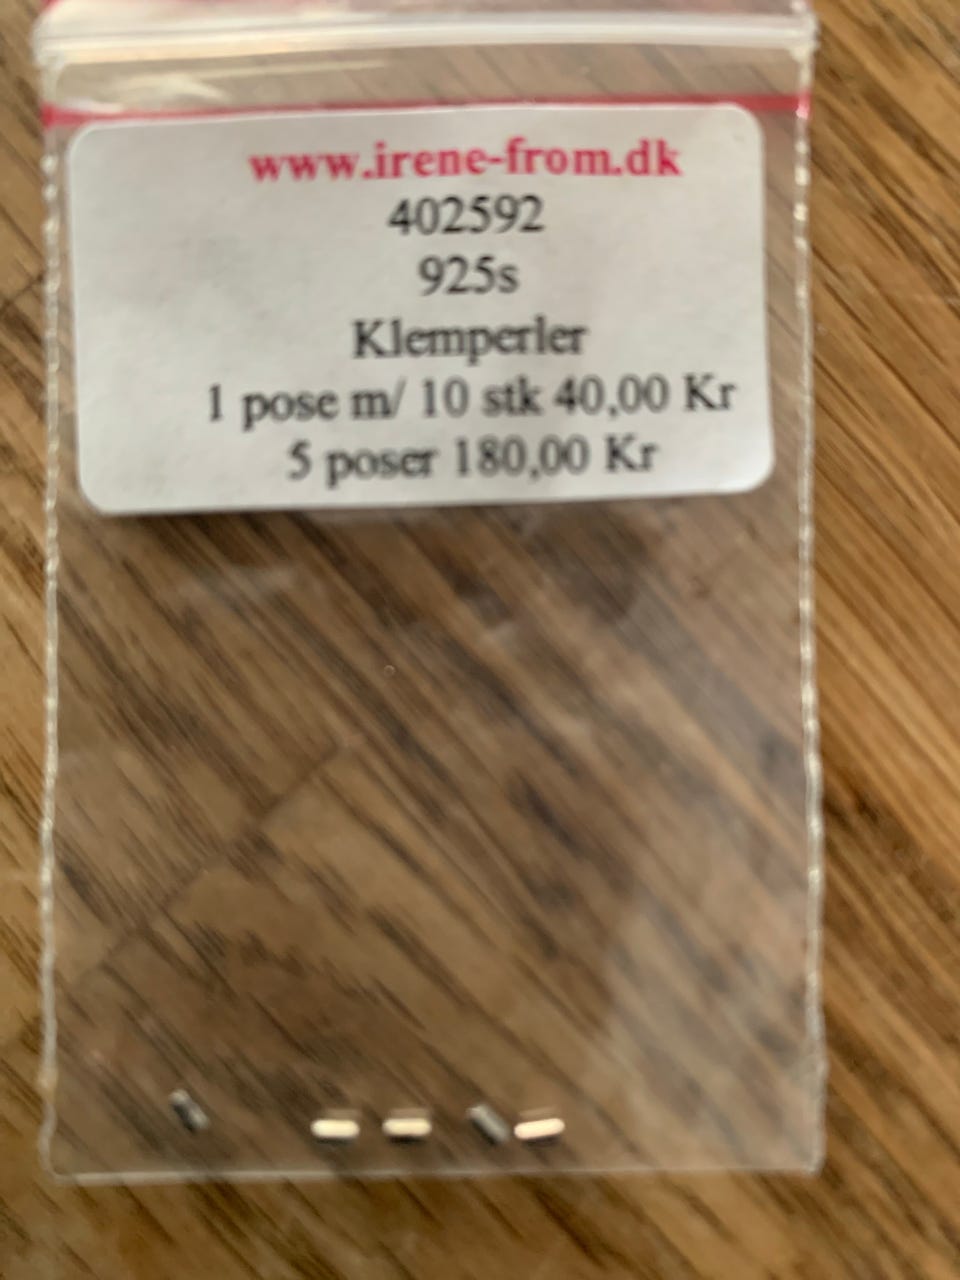 www.irene-from.dk
402592
925s
Klemperler
1 pose m/ 10 stk 40,00 Kr
5 poser 180,00 Kr